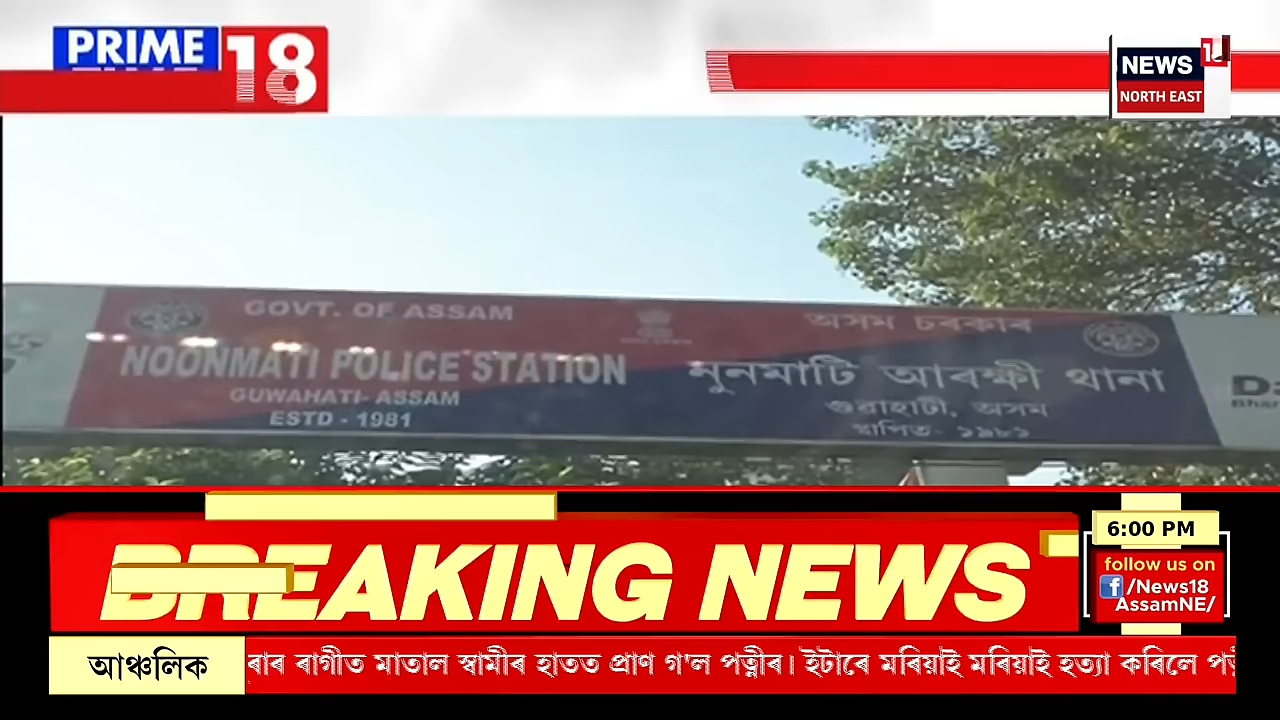 PRIME
18
NEWS 18
NORTH EAST
GOVT. OF ASSAM
NOONMATI POLICE STATION
GUWAHATI- ASSAM
ESTD - 1981
অসম চৰকাৰ
নুনমাটি আৰক্ষী থানা
গুৱাহাটী, অসম
স্থাপিত- ১৯৮১
BREAKING NEWS
6:00 PM
follow us on
/News18
AssamNE/
আঞ্চলিক
ৰাগীত মাতাল স্বামীৰ হাতত প্ৰাণ গ'ল পত্নীৰ। ইটাৰে মৰিয়াই মৰিয়াই হত্যা কৰিলে